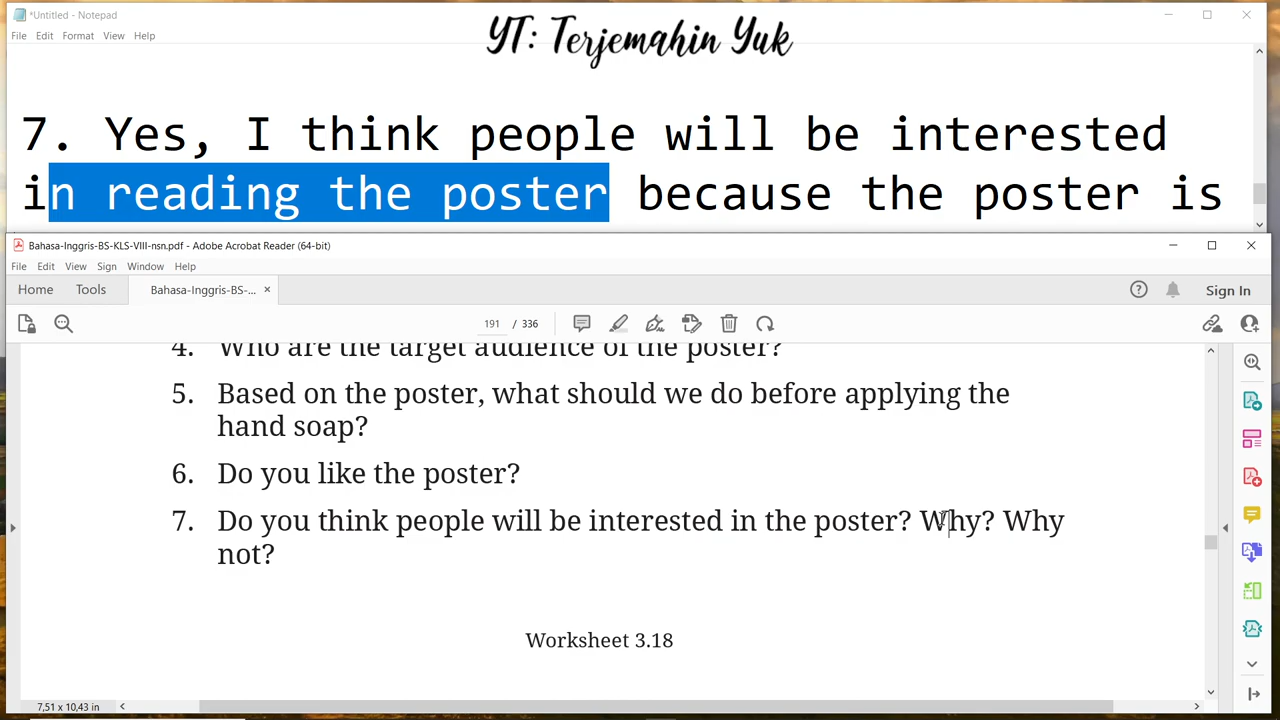 *Untitled - Notepad
YT: Terjemahin Yuk
File Edit Format View Help
7. Yes, I think people will be interested
in reading the poster because the poster is
Bahasa-Inggris-BS-KLS-VIII-nsn.pdf - Adobe Acrobat Reader (64-bit)
File Edit View Sign Window Help
Home Tools Bahasa-Inggris-BS-... × Sign In
191 / 336
4. Who are the target audience of the poster?
5. Based on the poster, what should we do before applying the
hand soap?
6. Do you like the poster?
7. Do you think people will be interested in the poster? Why? Why
not?
Worksheet 3.18
7,51 x 10,43 in